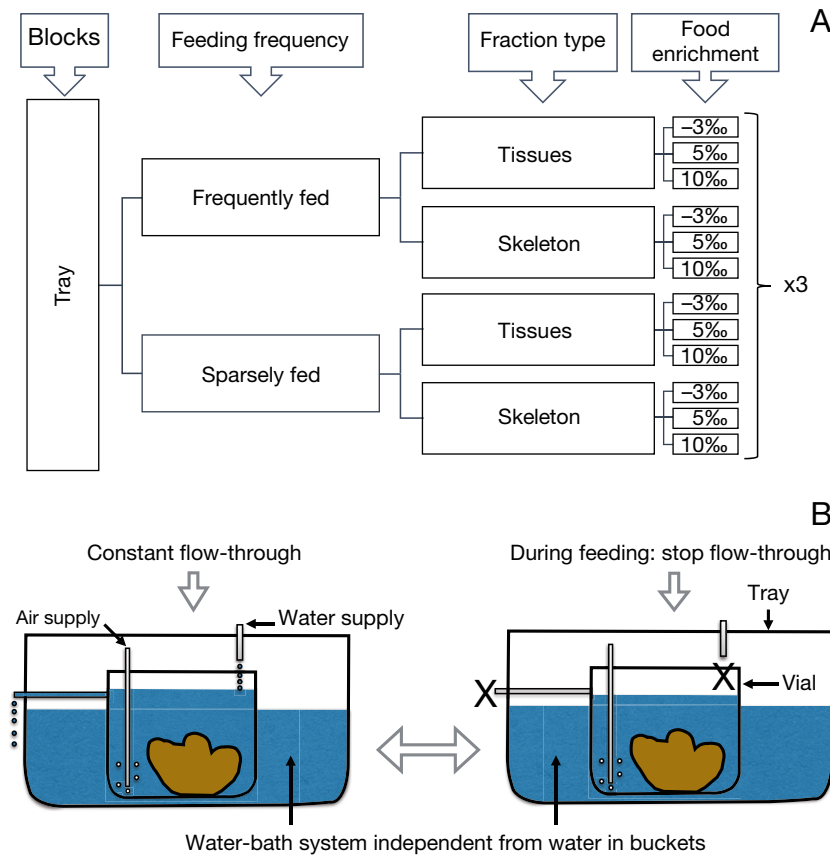 A
Blocks
Feeding frequency
Fraction type
Food
enrichment
Tray
Frequently fed
Sparsely fed
Tissues
–3‰
5‰
10‰
Skeleton
–3‰
5‰
10‰
Tissues
–3‰
5‰
10‰
Skeleton
–3‰
5‰
10‰
x3
B
Constant flow-through
Air supply
Water supply
During feeding: stop flow-through
Tray
X
X
Vial
Water-bath system independent from water in buckets